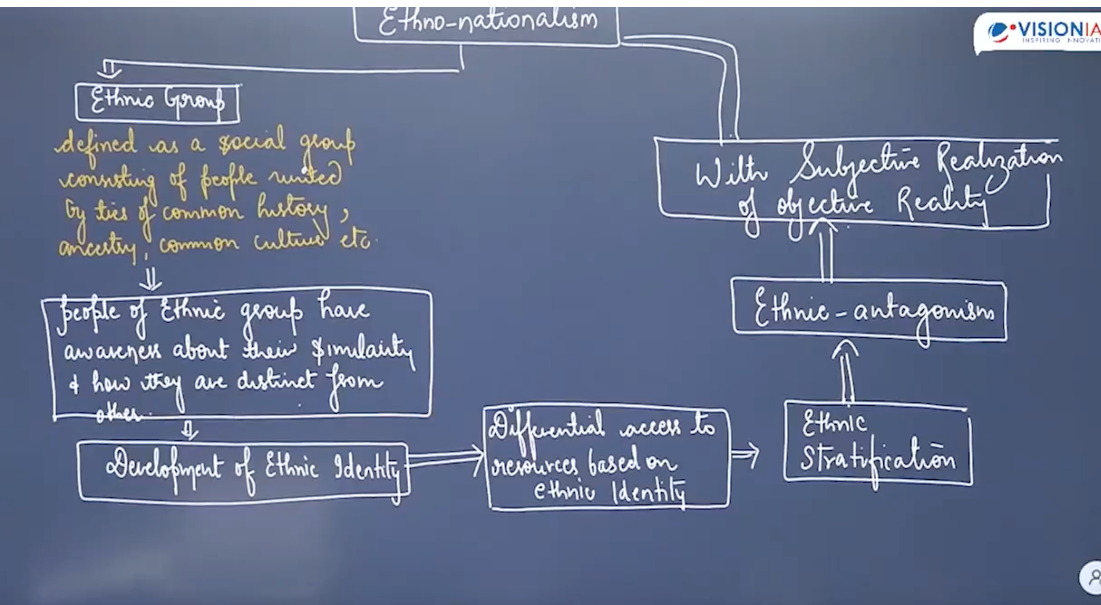 Ethno-nationalism
VISIONIA
INSPIRING INNOVATI
Ethnic Group
defined as a social group
consisting of people united
by ties of common history,
ancestry, common culture etc.
people of Ethnic group have
awareness about their similarity
& how they are distinct from
other.
Development of Ethnic Identity
Differential access to
resources based on
ethnic Identity
Ethnic
Stratification
Ethnic-antagonism
With Subjective Realization
of objective Reality